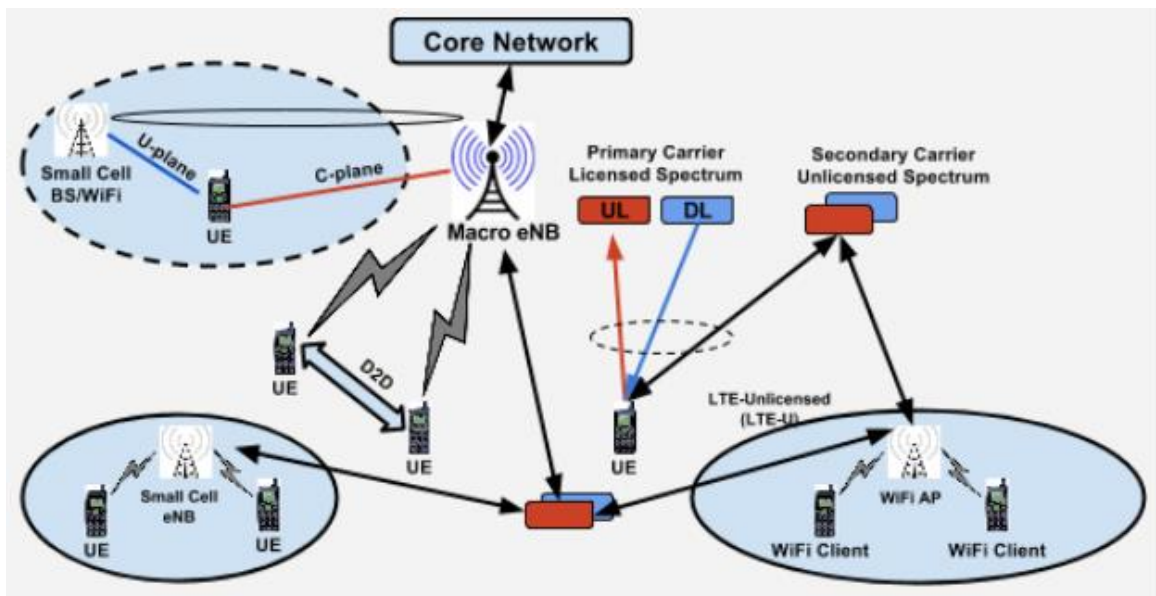 Core Network
U-plane
C-plane
Small Cell
BS/WiFi
UE
Macro eNB
Primary Carrier
Licensed Spectrum
UL
DL
Secondary Carrier
Unlicensed Spectrum
UE
D2D
UE
UE
LTE-Unlicensed
(LTE-U)
Small Cell
eNB
UE
UE
WiFi AP
WiFi Client
WiFi Client